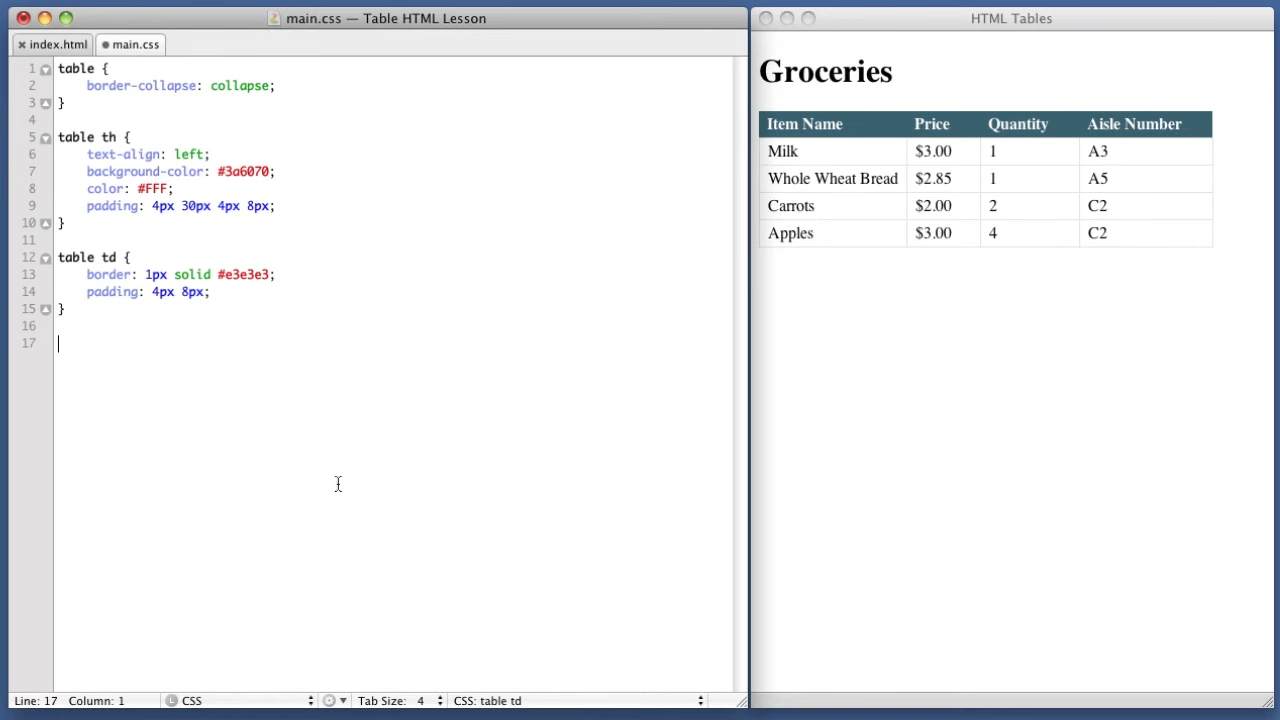 main.css — Table HTML Lesson
index.html
main.css
1 table {
2 border-collapse: collapse;
3 }
4
5 table th {
6 text-align: left;
7 background-color: #3a6070;
8 color: #FFF;
9 padding: 4px 30px 4px 8px;
10 }
11
12 table td {
13 border: 1px solid #e3e3e3;
14 padding: 4px 8px;
15 }
16
17
Line: 17 Column: 1 L CSS Tab Size: 4 CSS: table td
HTML Tables
Groceries
Item Name Price Quantity Aisle Number
Milk $3.00 1 A3
Whole Wheat Bread $2.85 1 A5
Carrots $2.00 2 C2
Apples $3.00 4 C2